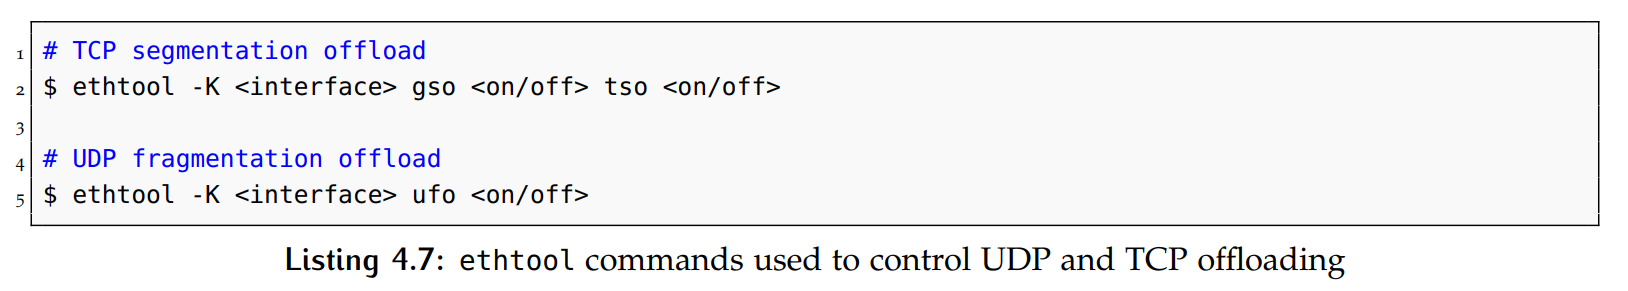 1 # TCP segmentation offload
2 $ ethtool -K <interface> gso <on/off> tso <on/off>
3
4 # UDP fragmentation offload
5 $ ethtool -K <interface> ufo <on/off>
Listing 4.7: ethtool commands used to control UDP and TCP offloading